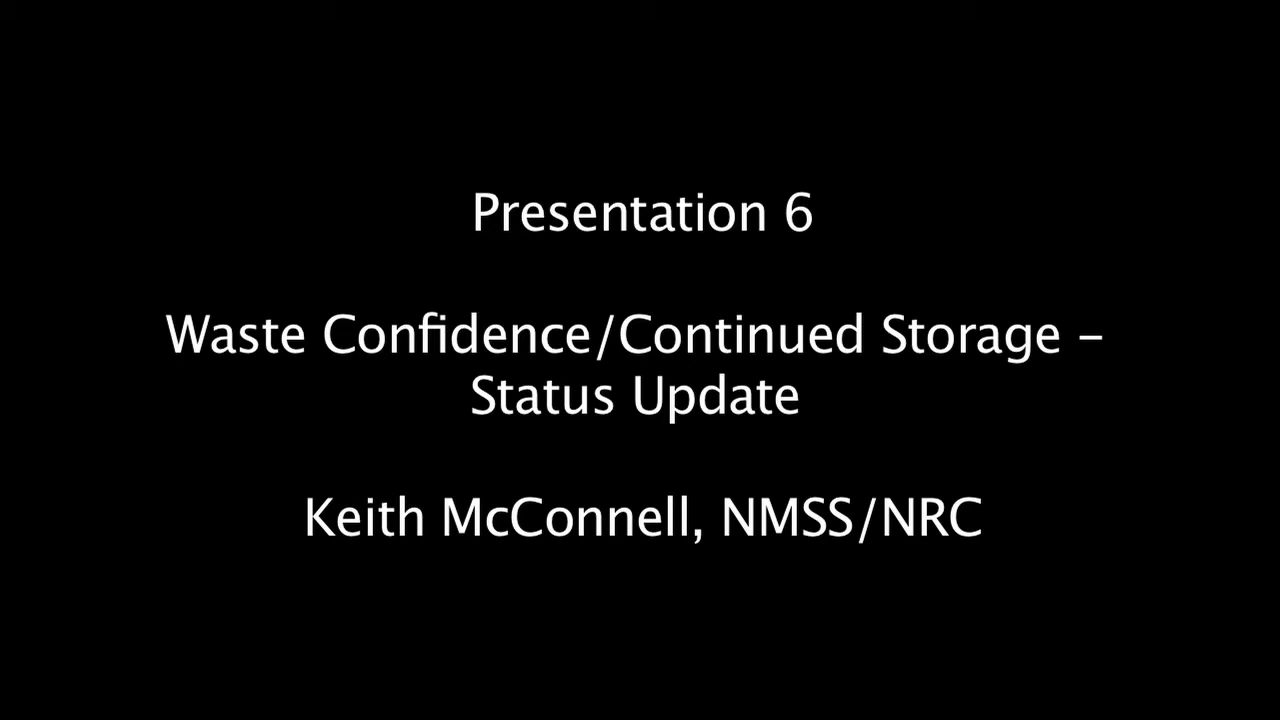 Presentation 6
Waste Confidence/Continued Storage –
Status Update
Keith McConnell, NMSS/NRC